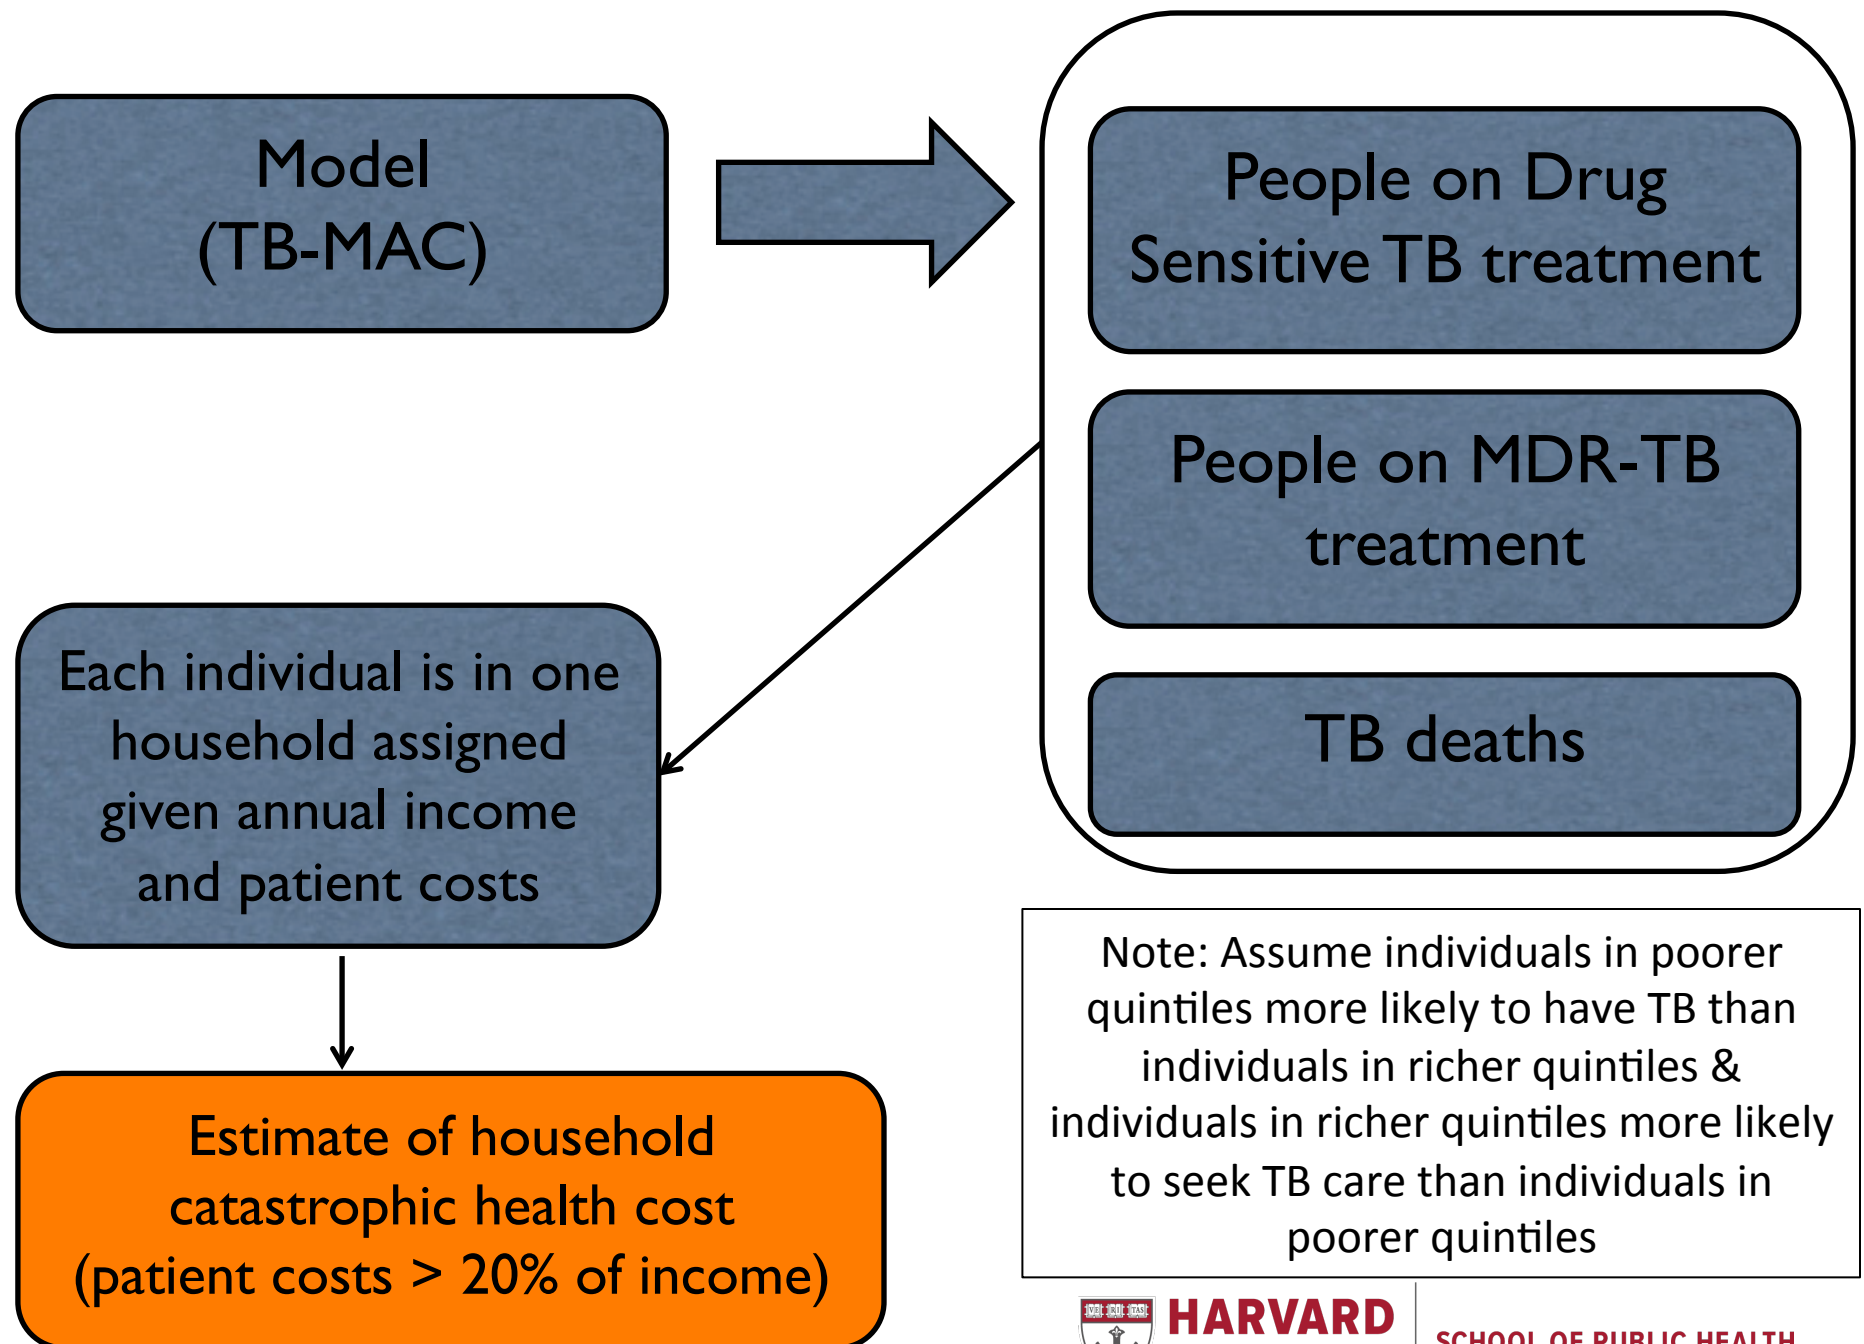 Model
(TB-MAC)
People on Drug
Sensitive TB treatment
People on MDR-TB
treatment
TB deaths
Each individual is in one
household assigned
given annual income
and patient costs
Estimate of household
catastrophic health cost
(patient costs > 20% of income)
Note: Assume individuals in poorer
quintiles more likely to have TB than
individuals in richer quintiles &
individuals in richer quintiles more likely
to seek TB care than individuals in
poorer quintiles
VE RI TAS
HARVARD
SCHOOL OF PUBLIC HEALTH